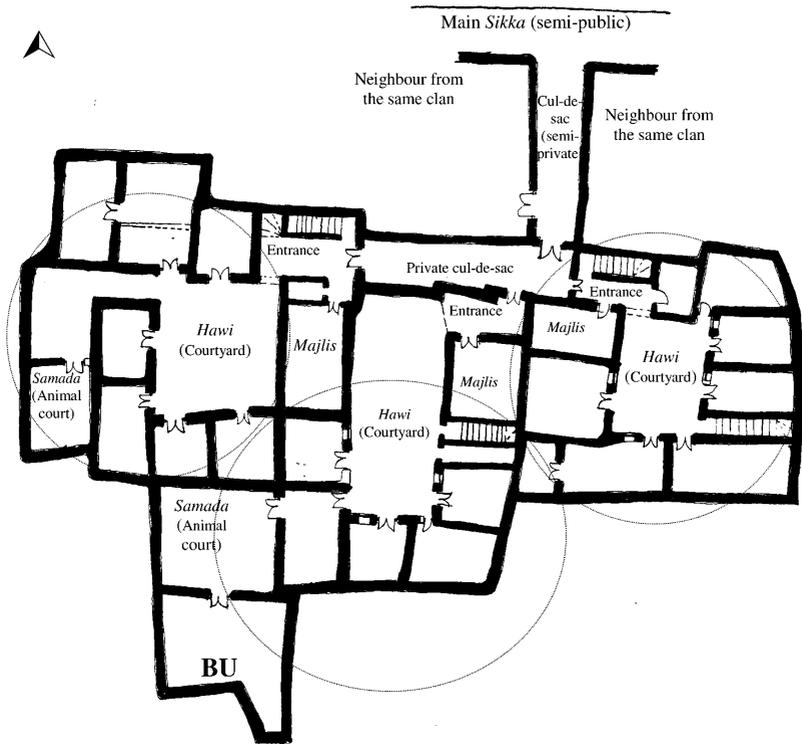 Main Sikka (semi-public)
Neighbour from
the same clan
Cul-de-
sac
(semi-
private
Neighbour from
the same clan
Entrance
Private cul-de-sac
Entrance
Entrance
Hawi
(Courtyard)
Majlis
Majlis
Hawi
(Courtyard)
Samada
(Animal
court)
Majlis
Hawi
(Courtyard)
Samada
(Animal
court)
BU